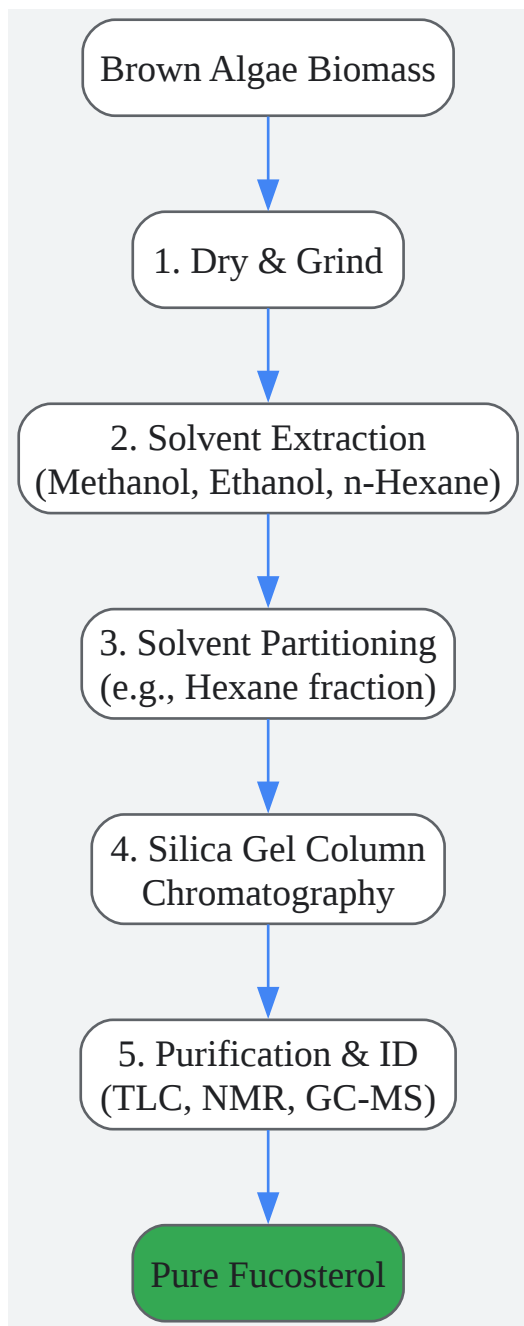 Brown Algae Biomass
1. Dry & Grind
2. Solvent Extraction
(Methanol, Ethanol, n-Hexane)
3. Solvent Partitioning
(e.g., Hexane fraction)
4. Silica Gel Column
Chromatography
5. Purification & ID
(TLC, NMR, GC-MS)
Pure Fucosterol